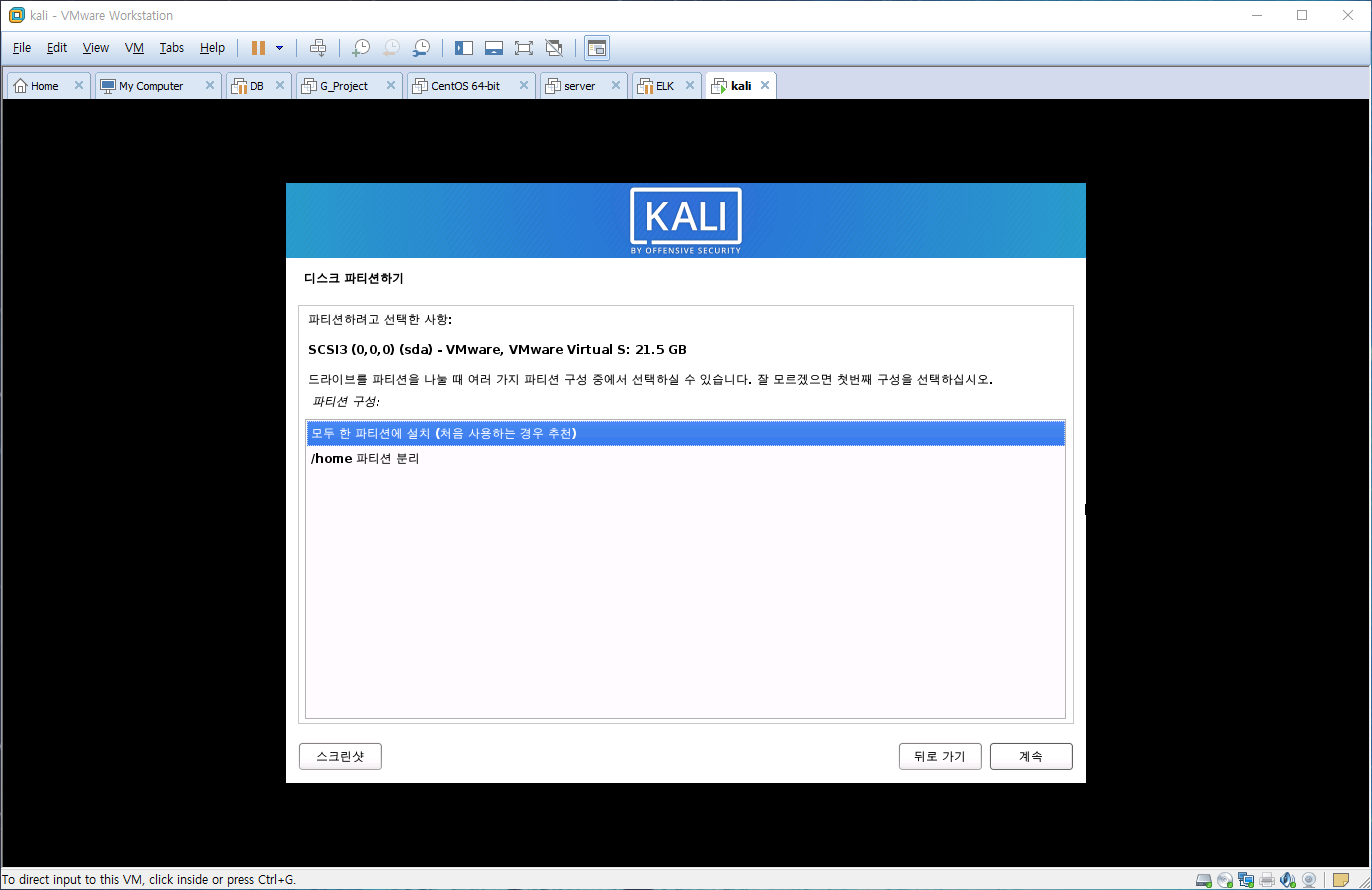 kali - VMware Workstation
File Edit View VM Tabs Help
Home My Computer DB G_Project CentOS 64-bit server ELK kali
KALI
BY OFFENSIVE SECURITY
디스크 파티션하기
파티션하려고 선택한 사항:
SCSI3 (0,0,0) (sda) - VMware, VMware Virtual S: 21.5 GB
드라이브를 파티션을 나눌 때 여러 가지 파티션 구성 중에서 선택하실 수 있습니다. 잘 모르겠으면 첫번째 구성을 선택하십시오.
파티션 구성:
모두 한 파티션에 설치 (처음 사용하는 경우 추천)
/home 파티션 분리
스크린샷 뒤로 가기 계속
To direct input to this VM, click inside or press Ctrl+G.